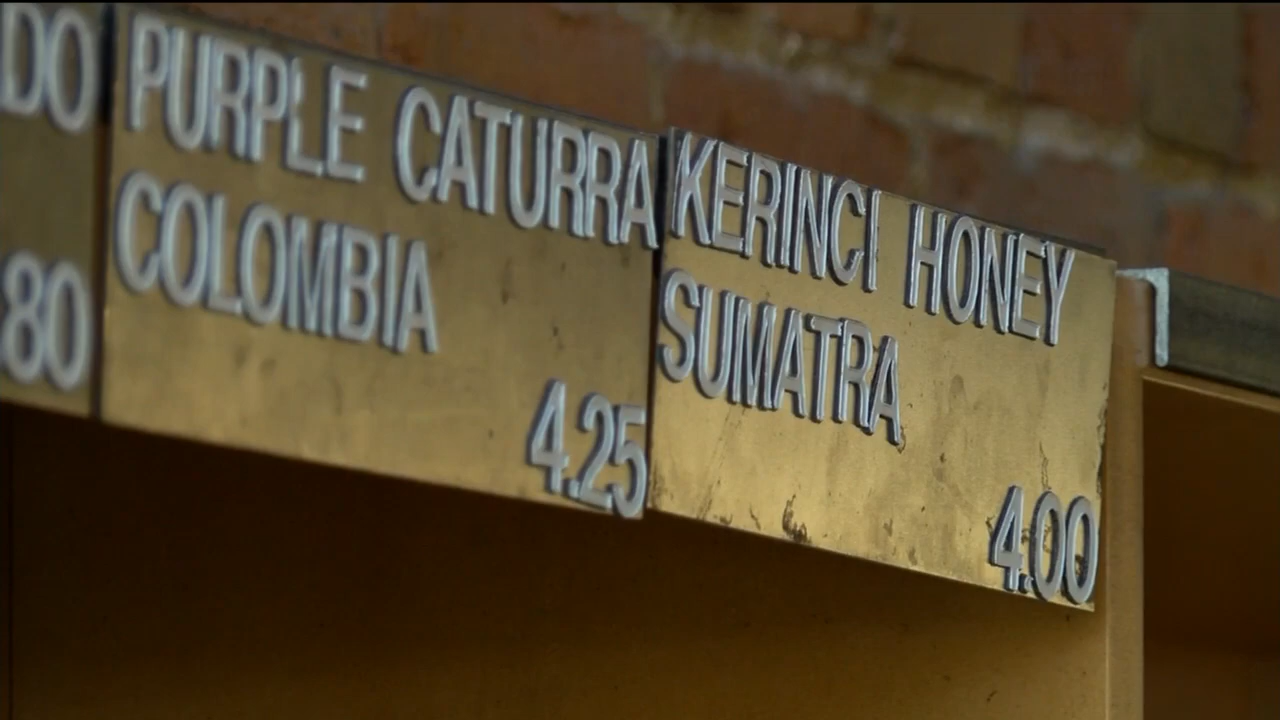 DO
80
PURPLE CATURRA
COLOMBIA
4.25
KERINCI HONEY
SUMATRA
4.00